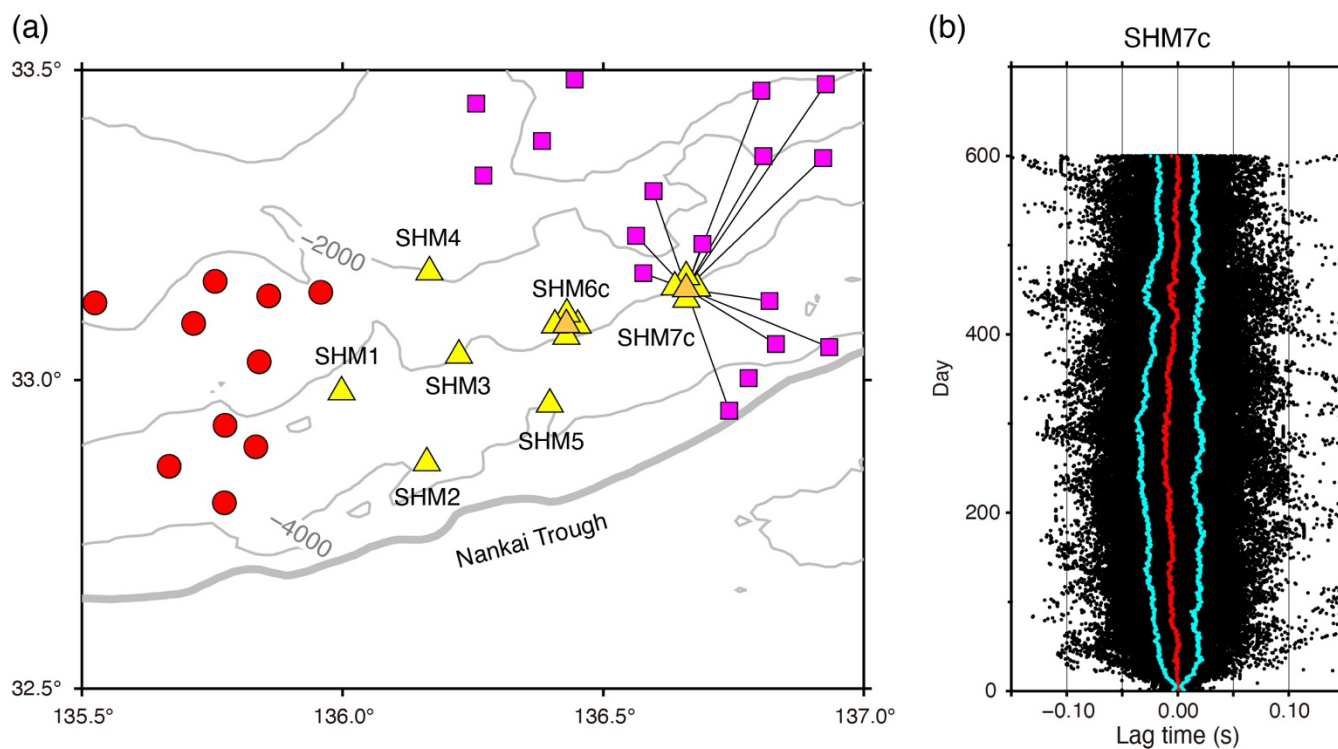 (a)
33.5°
33.0°
32.5°
135.5°
136.0°
136.5°
137.0°
−2000
SHM4
SHM6c
SHM7c
SHM1
SHM3
SHM5
SHM2
−4000
Nankai Trough
(b)
SHM7c
Day
600
400
200
0
−0.10 0.00 0.10
Lag time (s)